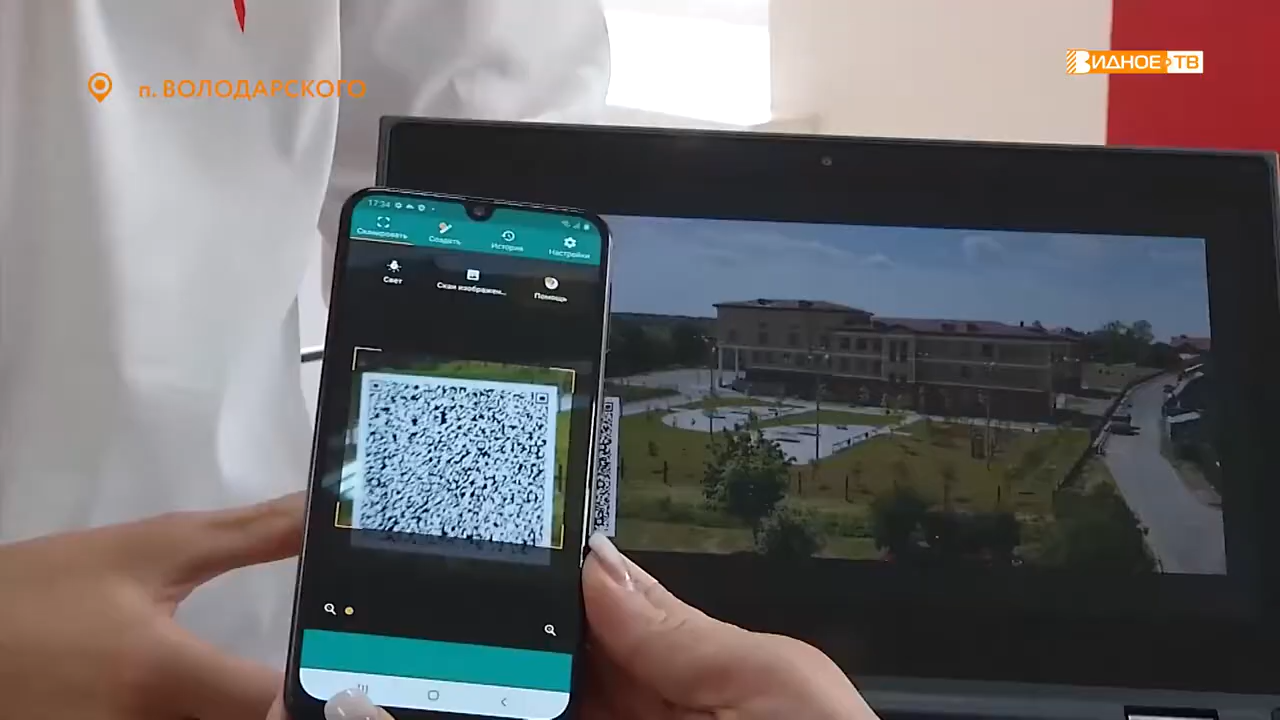 п. ВОЛОДАРСКОГО
ВИДНОЕ ТВ
17:34
Сканировать
Создать
История
Настройки
Свет
Скан изображен...
Помощь